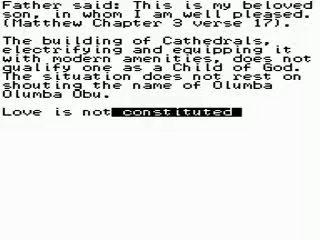 Father said: This is my beloved
son, in whom I am well pleased.
(Matthew Chapter 3 verse 17).
The building of Cathedrals,
electrifying and equipping it
with modern amenities, does not
qualify one as a Child of God.
The situation does not rest on
shouting the name of Olumba
Olumba Obu.
Love is not constituted